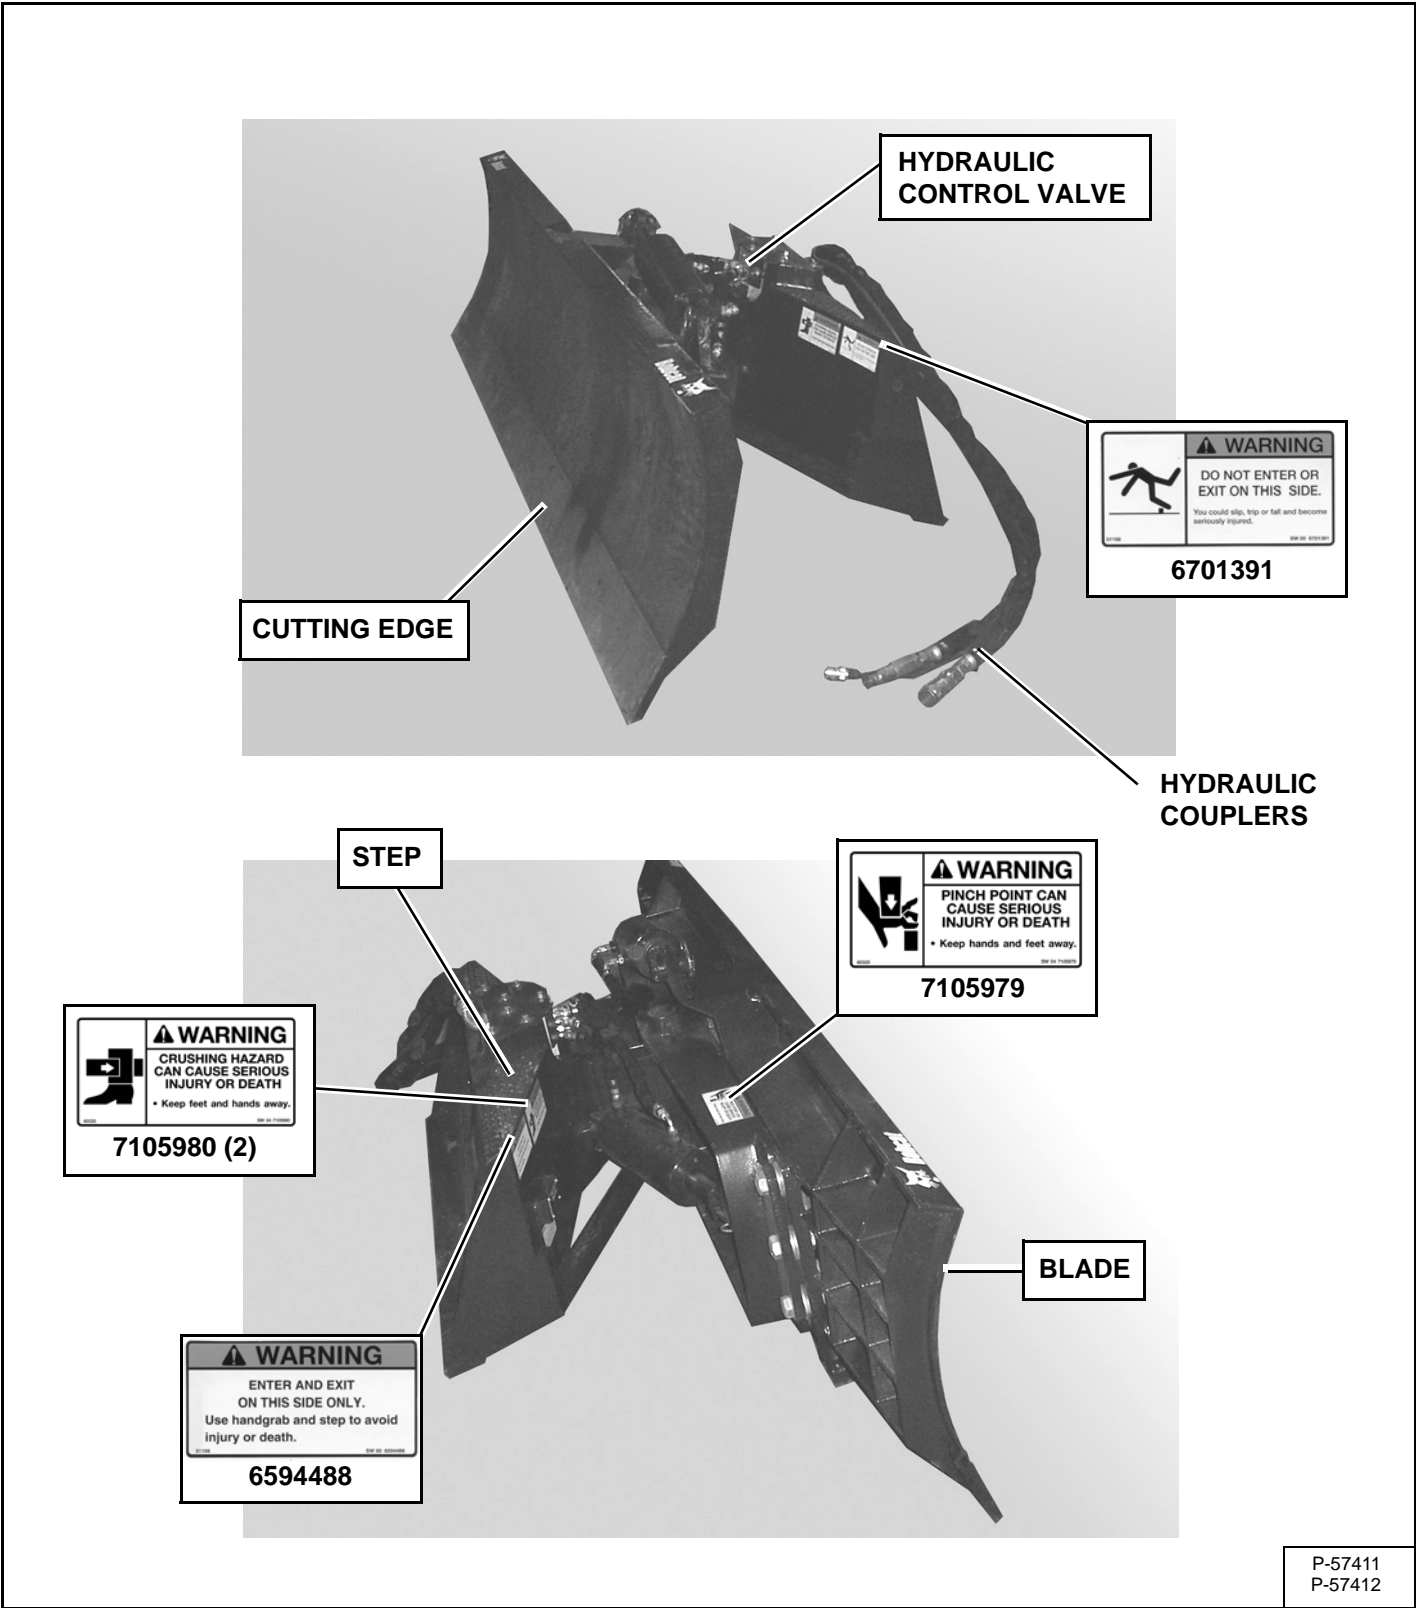 HYDRAULIC
CONTROL VALVE
Bobcat
WARNING
DO NOT ENTER OR
EXIT ON THIS SIDE.
You could slip, trip or fall and become
seriously injured.
6701391
CUTTING EDGE
HYDRAULIC
COUPLERS
STEP
WARNING
PINCH POINT CAN
CAUSE SERIOUS
INJURY OR DEATH
• Keep hands and feet away.
7105979
WARNING
CRUSHING HAZARD
CAN CAUSE SERIOUS
INJURY OR DEATH
• Keep feet and hands away.
7105980 (2)
BLADE
WARNING
ENTER AND EXIT
ON THIS SIDE ONLY.
Use handgrab and step to avoid
injury or death.
6594488
P-57411
P-57412